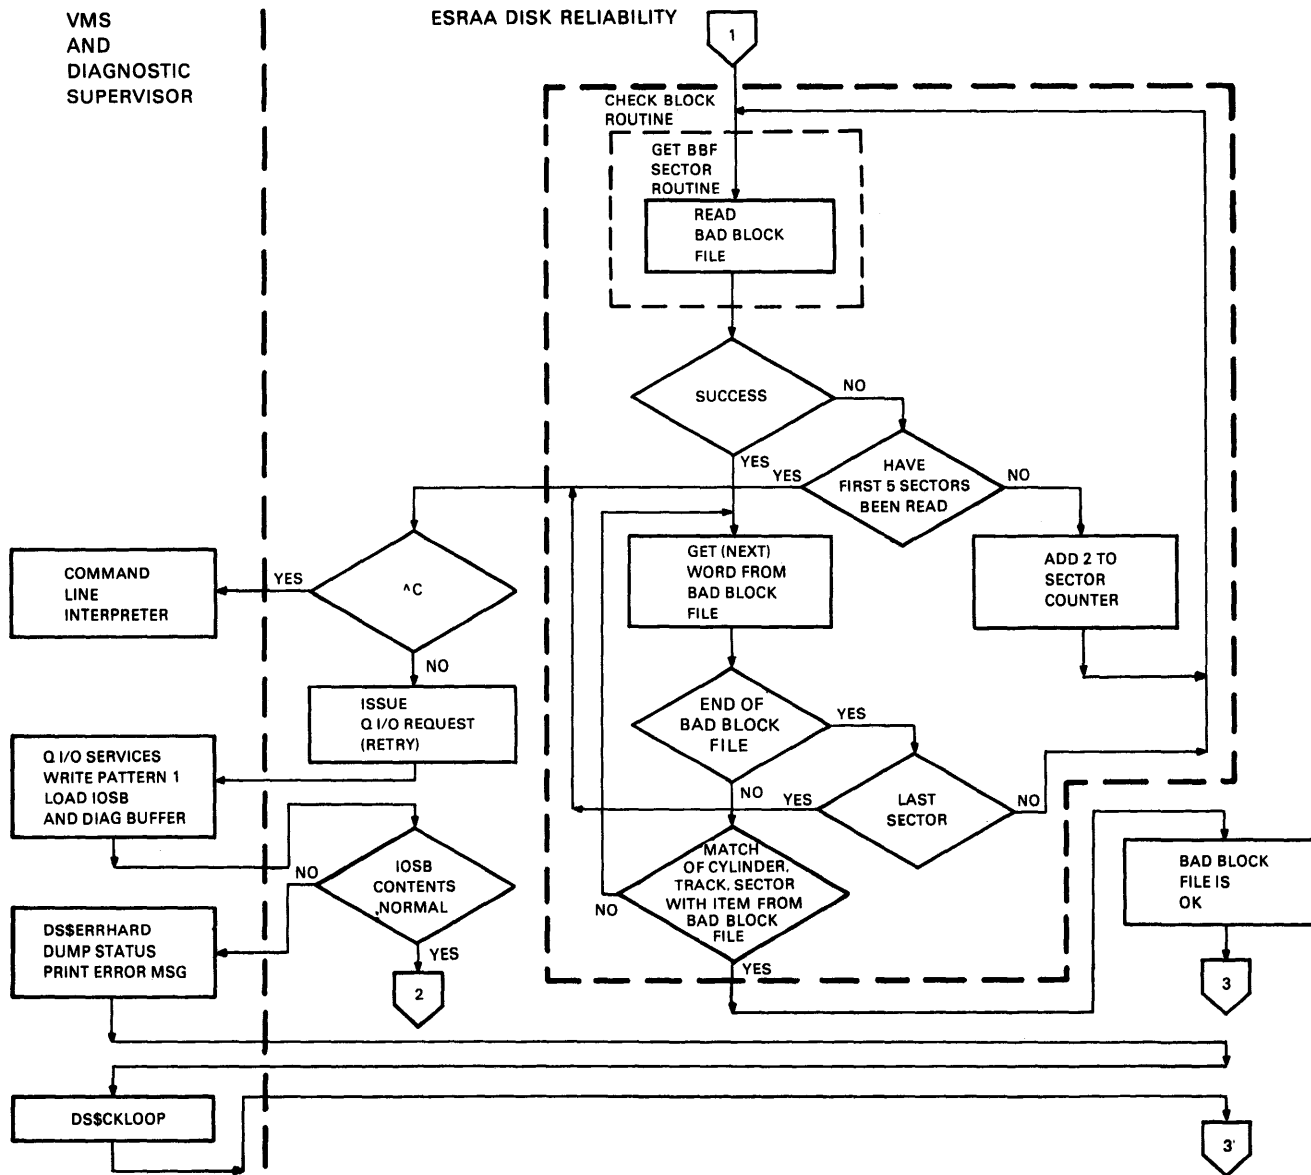 VMS
AND
DIAGNOSTIC
SUPERVISOR
ESRAA DISK RELIABILITY
1
CHECK BLOCK
ROUTINE
GET BBF
SECTOR
ROUTINE
READ
BAD BLOCK
FILE
SUCCESS
NO
YES
HAVE
FIRST 5 SECTORS
BEEN READ
YES
NO
GET (NEXT)
WORD FROM
BAD BLOCK
FILE
ADD 2 TO
SECTOR
COUNTER
^C
YES
NO
COMMAND
LINE
INTERPRETER
ISSUE
Q I/O REQUEST
(RETRY)
END OF
BAD BLOCK
FILE
YES
NO
LAST
SECTOR
YES
NO
Q I/O SERVICES
WRITE PATTERN 1
LOAD IOSB
AND DIAG BUFFER
IOSB
CONTENTS
NORMAL
NO
YES
MATCH
OF CYLINDER,
TRACK, SECTOR
WITH ITEM FROM
BAD BLOCK
FILE
NO
YES
BAD BLOCK
FILE IS
OK
DS$ERRHARD
DUMP STATUS
PRINT ERROR MSG
2
3
DS$CKLOOP
3'